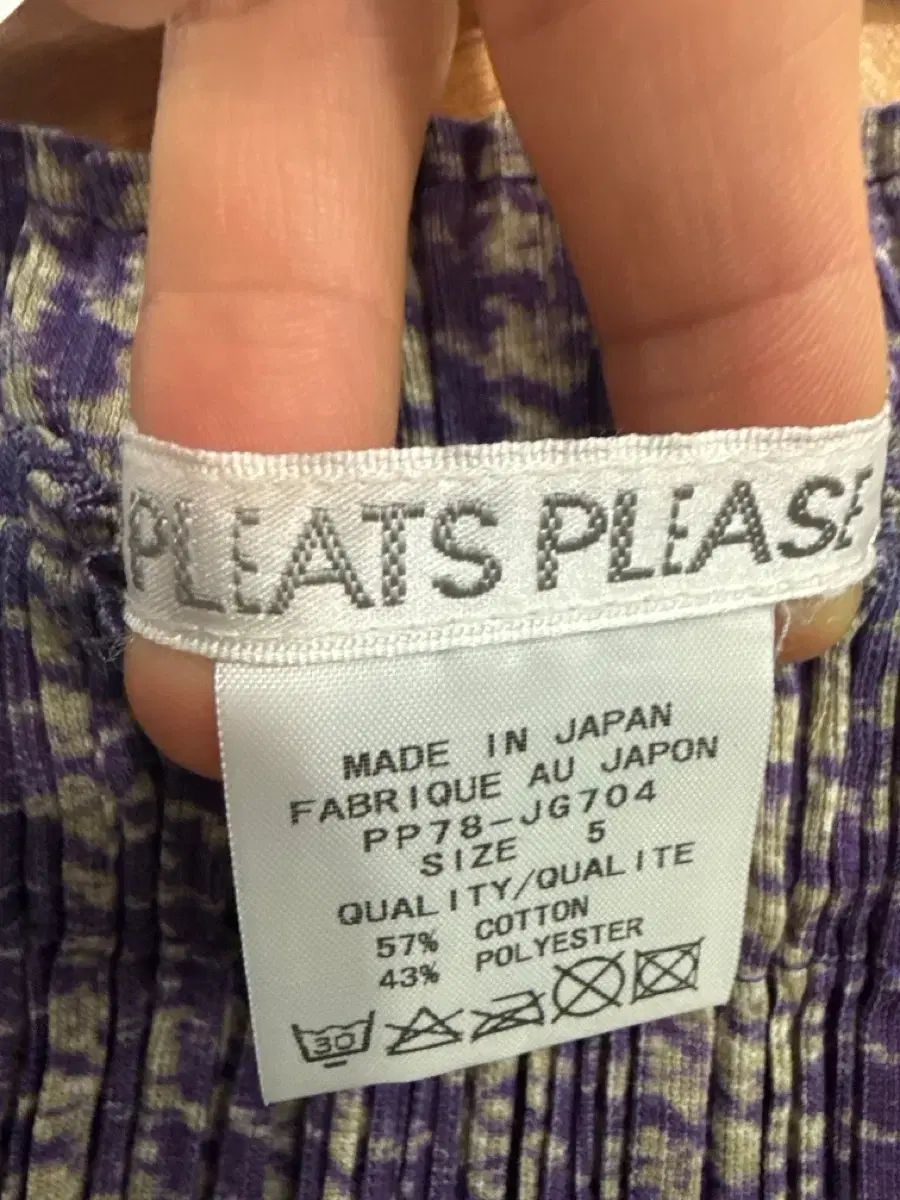 PLEATS PLEASE
MADE IN JAPAN
FABRIQUE AU JAPON
PP78-JG704
SIZE 5
QUALITY/QUALITE
57% COTTON
43% POLYESTER
30